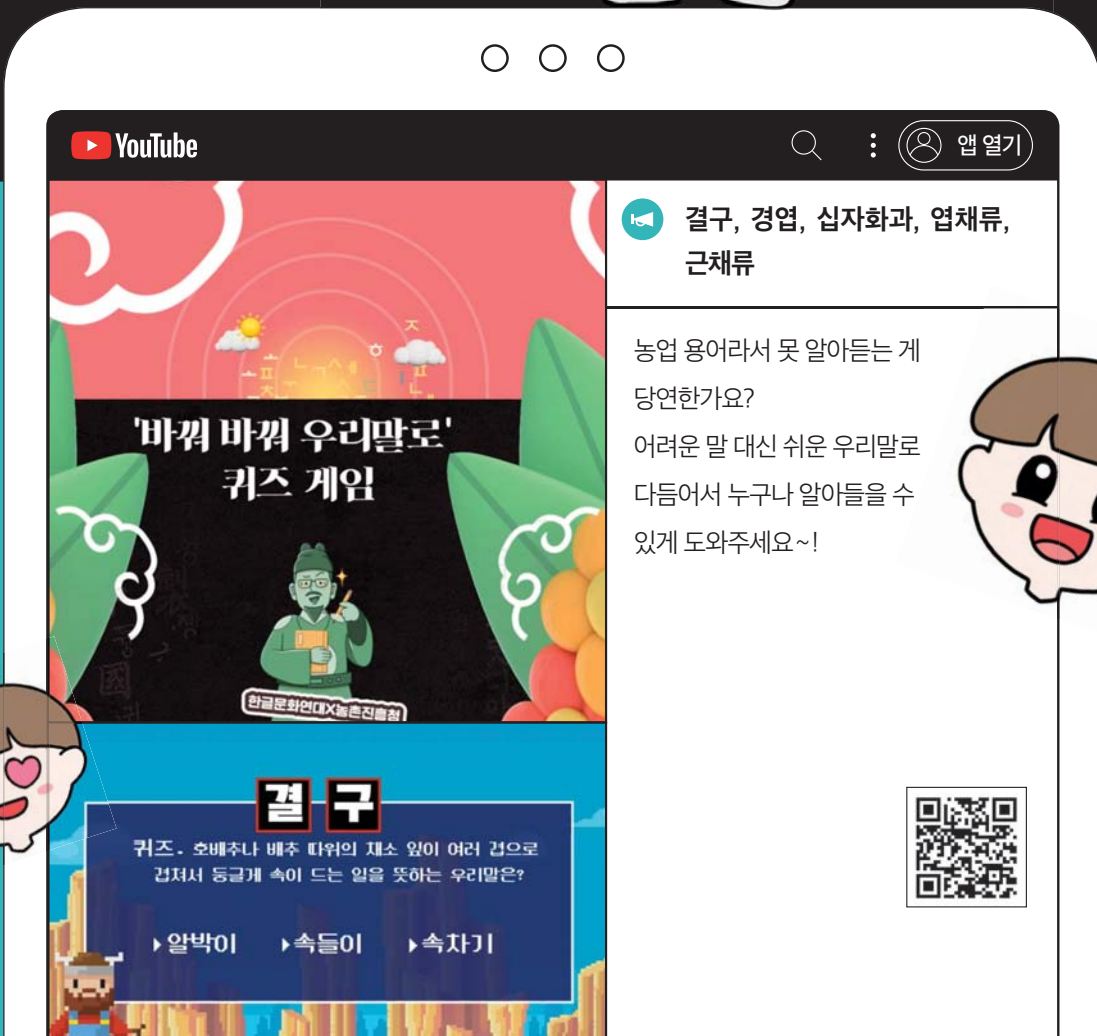 YouTube
앱 열기
'바꿔 바꿔 우리말로'
퀴즈 게임
한글문화연대X농촌진흥청
결구
퀴즈. 호배추나 배추 따위의 채소 잎이 여러 겹으로
겹쳐서 둥글게 속이 드는 일을 뜻하는 우리말은?
▸알박이 ▸속들이 ▸속차기
결구, 경엽, 십자화과, 엽채류,
근채류
농업 용어라서 못 알아듣는 게
당연한가요?
어려운 말 대신 쉬운 우리말로
다듬어서 누구나 알아들을 수
있게 도와주세요~!